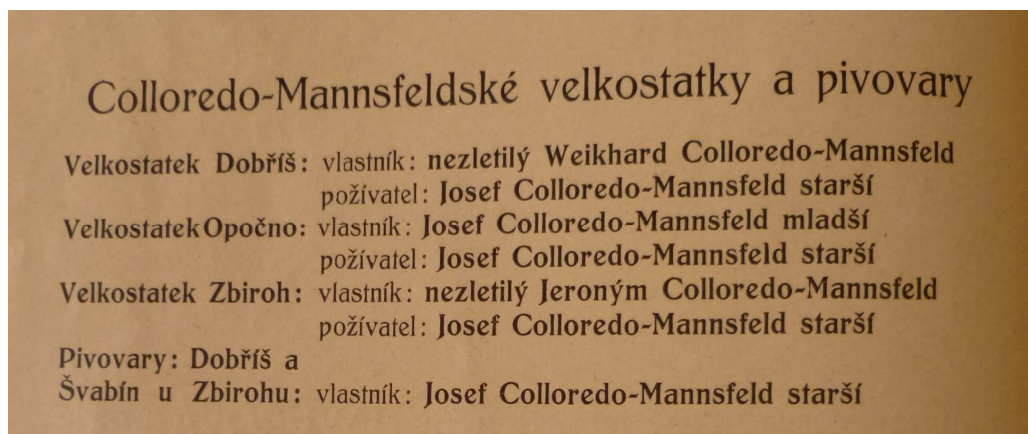 Colloredo-Mannsfeldské velkostatky a pivovary
Velkostatek Dobříš: vlastník: nezletilý Weikhard Colloredo-Mannsfeld
požívatel: Josef Colloredo-Mannsfeld starší
Velkostatek Opočno: vlastník: Josef Colloredo-Mannsfeld mladší
požívatel: Josef Colloredo-Mannsfeld starší
Velkostatek Zbiroh: vlastník: nezletilý Jeroným Colloredo-Mannsfeld
požívatel: Josef Colloredo-Mannsfeld starší
Pivovary: Dobříš a
Švabín u Zbirohu: vlastník: Josef Colloredo-Mannsfeld starší